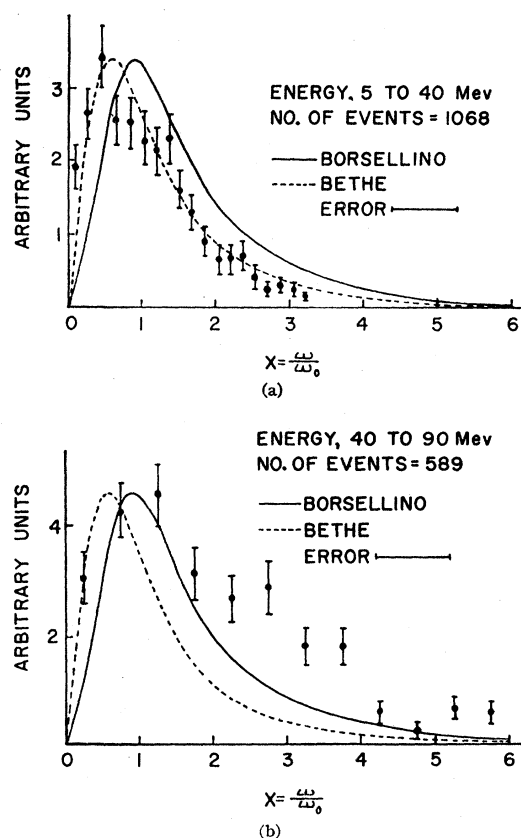 ARBITRARY UNITS
3
2
1
ENERGY, 5 TO 40 Mev
NO. OF EVENTS = 1068
BORSELLINO
BETHE
ERROR
0 1 2 3 4 5 6
X = ω/ω₀
(a)
ARBITRARY UNITS
4
2
ENERGY, 40 TO 90 Mev
NO. OF EVENTS = 589
BORSELLINO
BETHE
ERROR
0 1 2 3 4 5 6
X = ω/ω₀
(b)